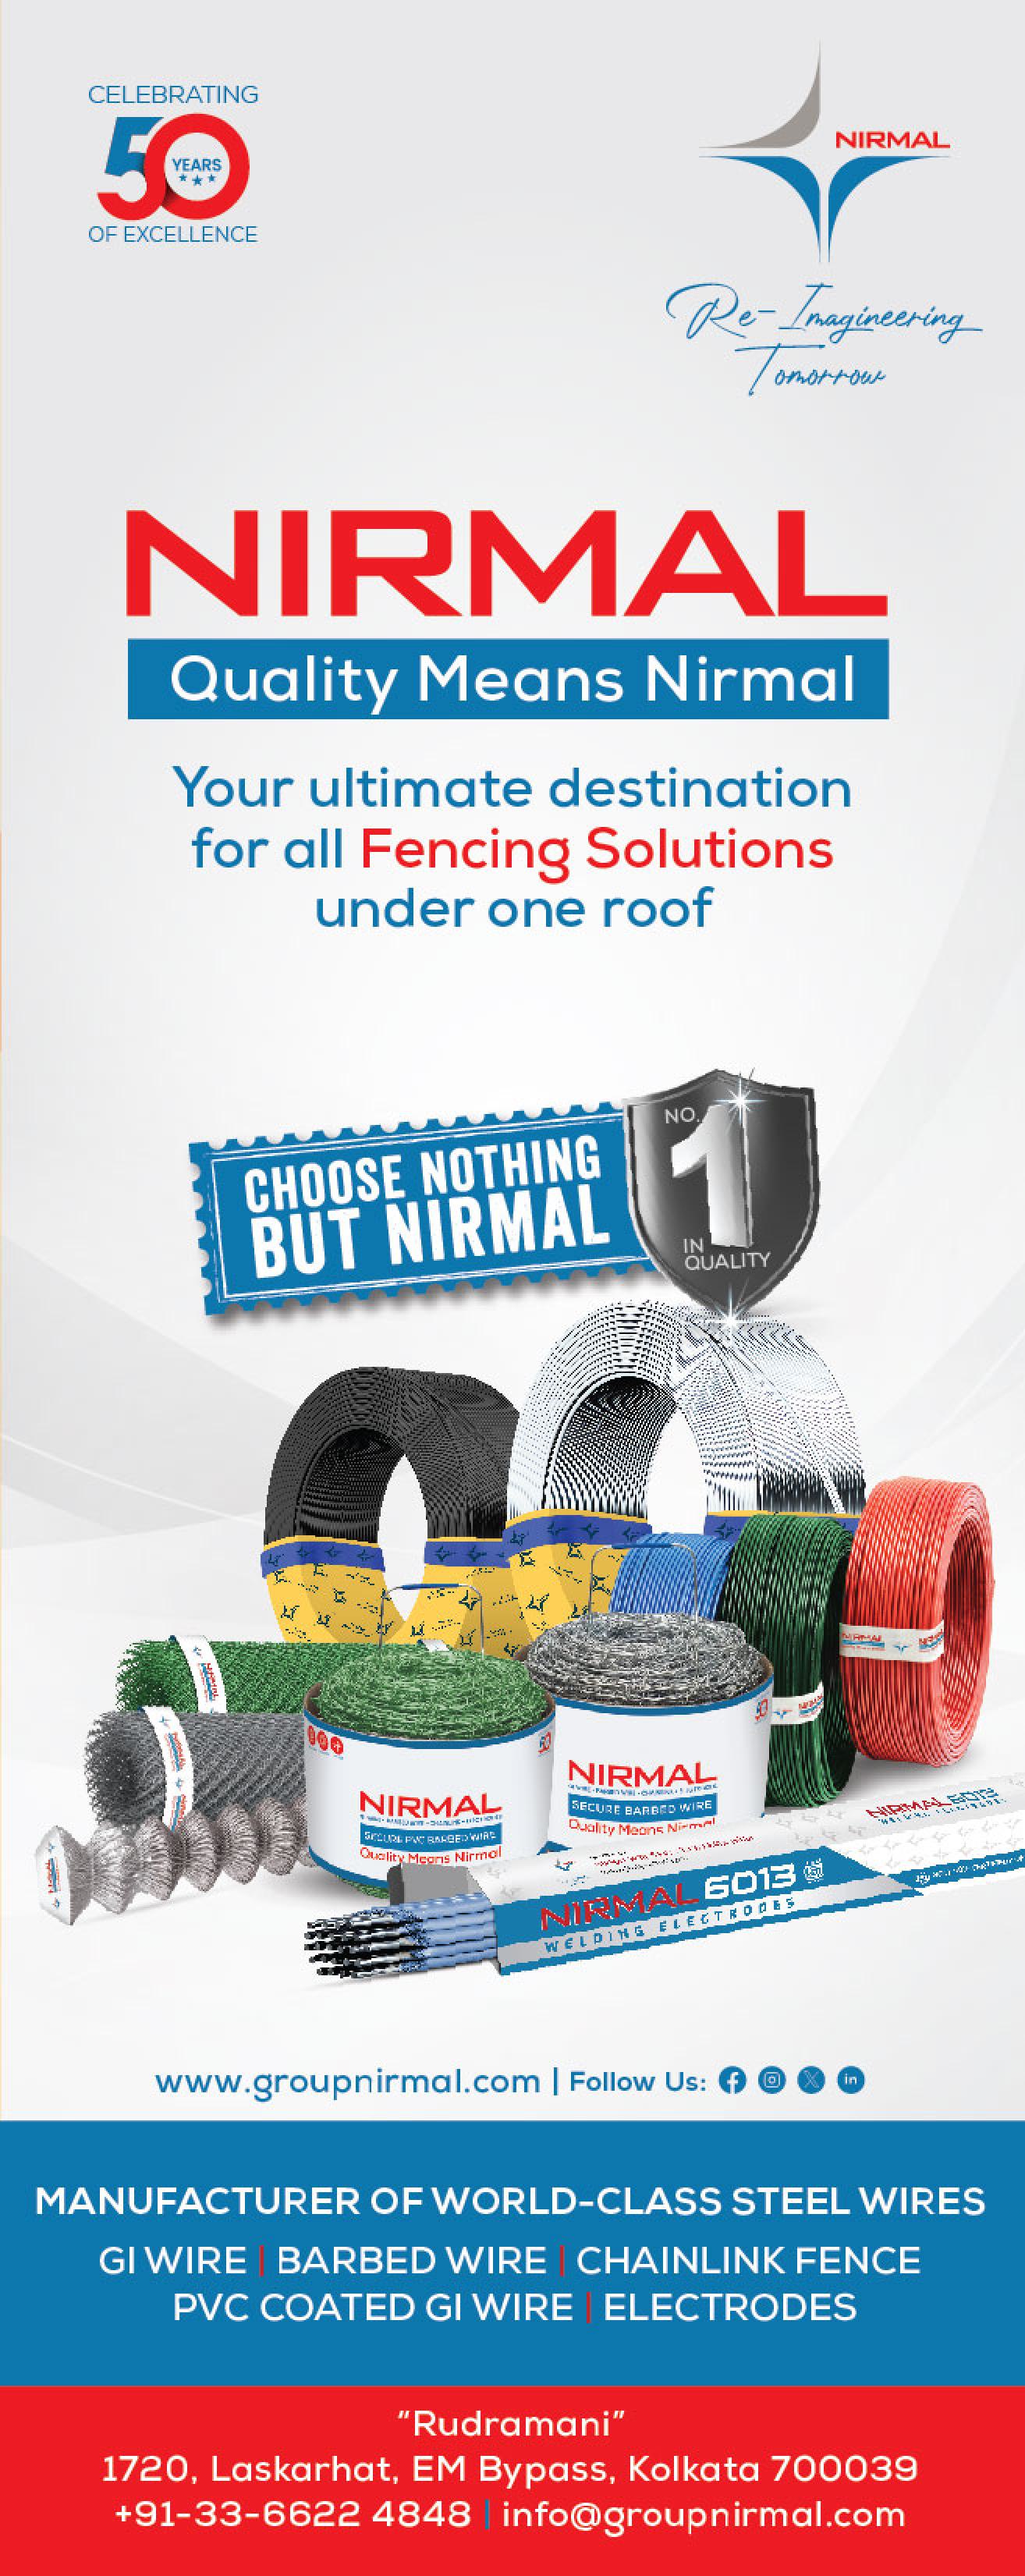 CELEBRATING
50
YEARS
OF EXCELLENCE
NIRMAL
Re-Imagineering
Tomorrow
NIRMAL
Quality Means Nirmal
Your ultimate destination
for all Fencing Solutions
under one roof
CHOOSE NOTHING
BUT NIRMAL
NO.
1
IN
QUALITY
NIRMAL
SECURE PVC BARBED WIRE
Quality Means Nirmal
NIRMAL
SECURE BARBED WIRE
Quality Means Nirmal
NIRMAL 6013
WELDING ELECTRODES
NIRMAL 6013
www.groupnirmal.com | Follow Us:
MANUFACTURER OF WORLD-CLASS STEEL WIRES
GI WIRE | BARBED WIRE | CHAINLINK FENCE
PVC COATED GI WIRE | ELECTRODES
"Rudramani"
1720, Laskarhat, EM Bypass, Kolkata 700039
+91-33-6622 4848 | info@groupnirmal.com